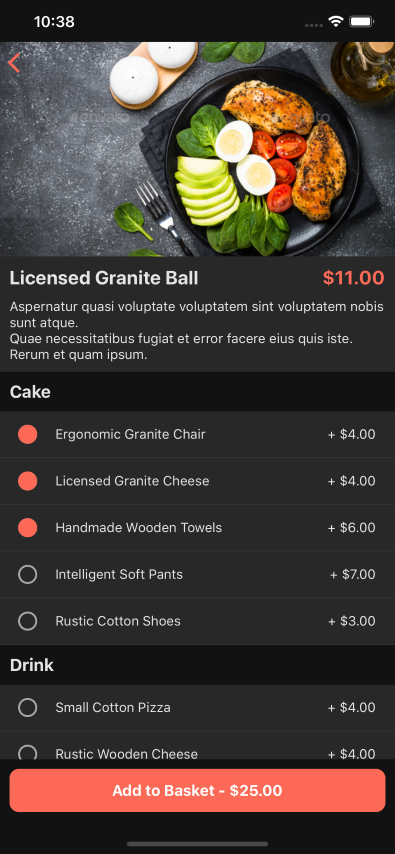 10:38
envato
envato
Licensed Granite Ball
$11.00
Aspernatur quasi voluptate voluptatem sint voluptatem nobis
sunt atque.
Quae necessitatibus fugiat et error facere eius quis iste.
Rerum et quam ipsum.
Cake
Ergonomic Granite Chair + $4.00
Licensed Granite Cheese + $4.00
Handmade Wooden Towels + $6.00
Intelligent Soft Pants + $7.00
Rustic Cotton Shoes + $3.00
Drink
Small Cotton Pizza + $4.00
Rustic Wooden Cheese + $4.00
Add to Basket - $25.00